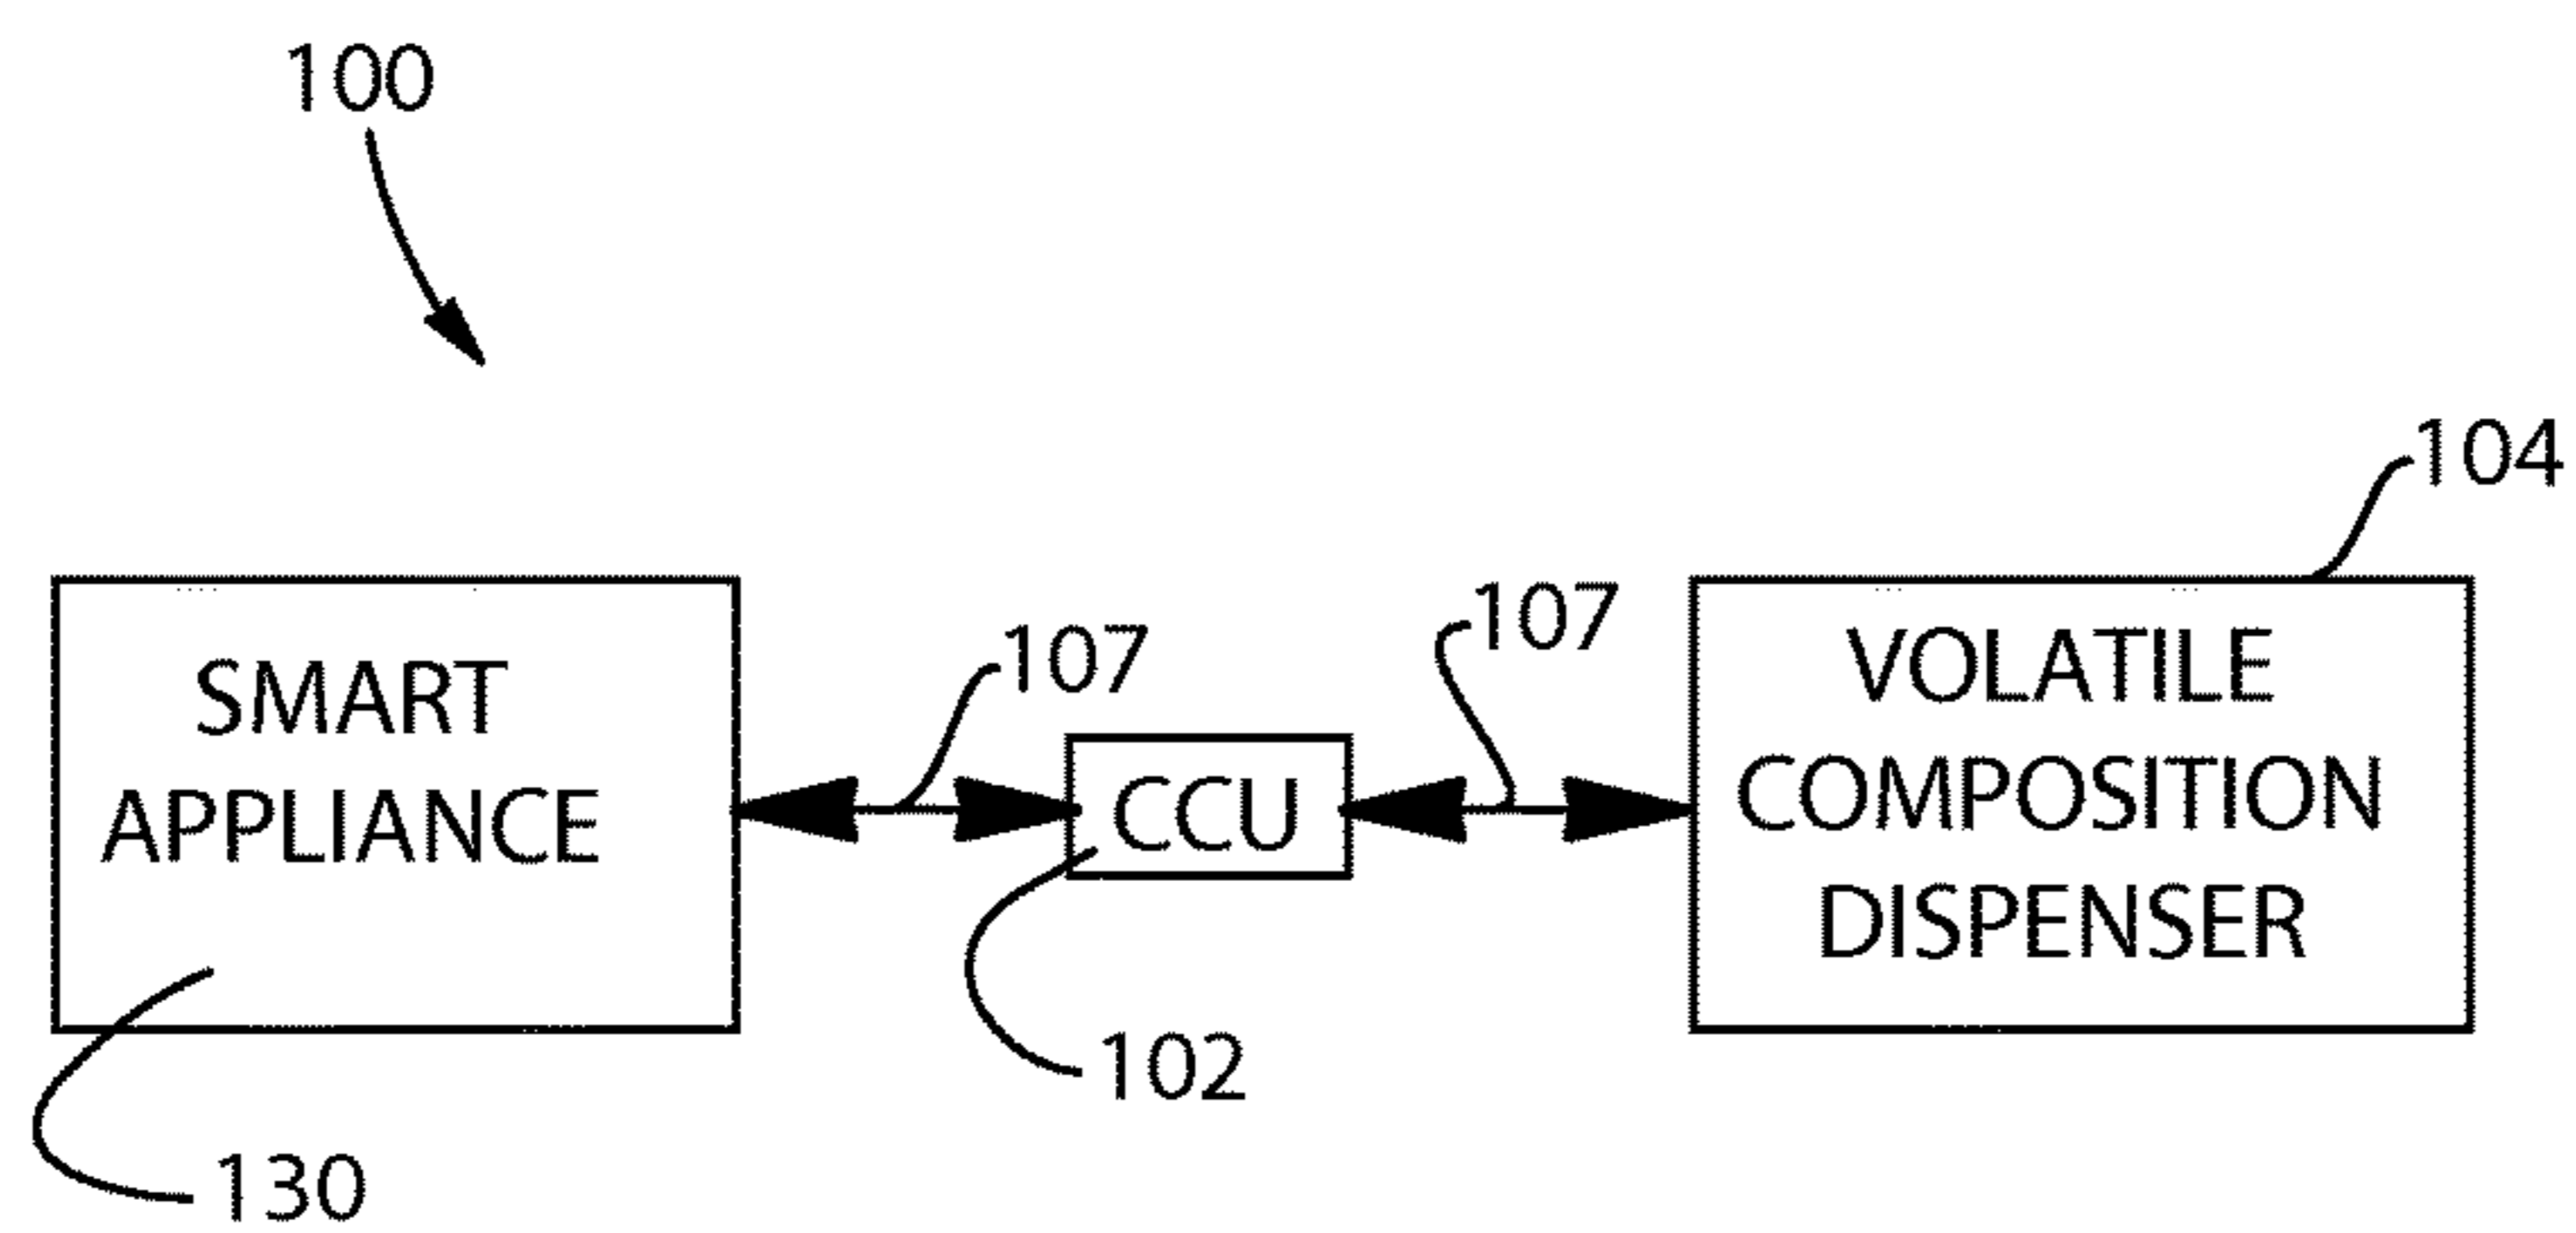 100
104
107
107
SMART
APPLIANCE
CCU
VOLATILE
COMPOSITION
DISPENSER
102
130